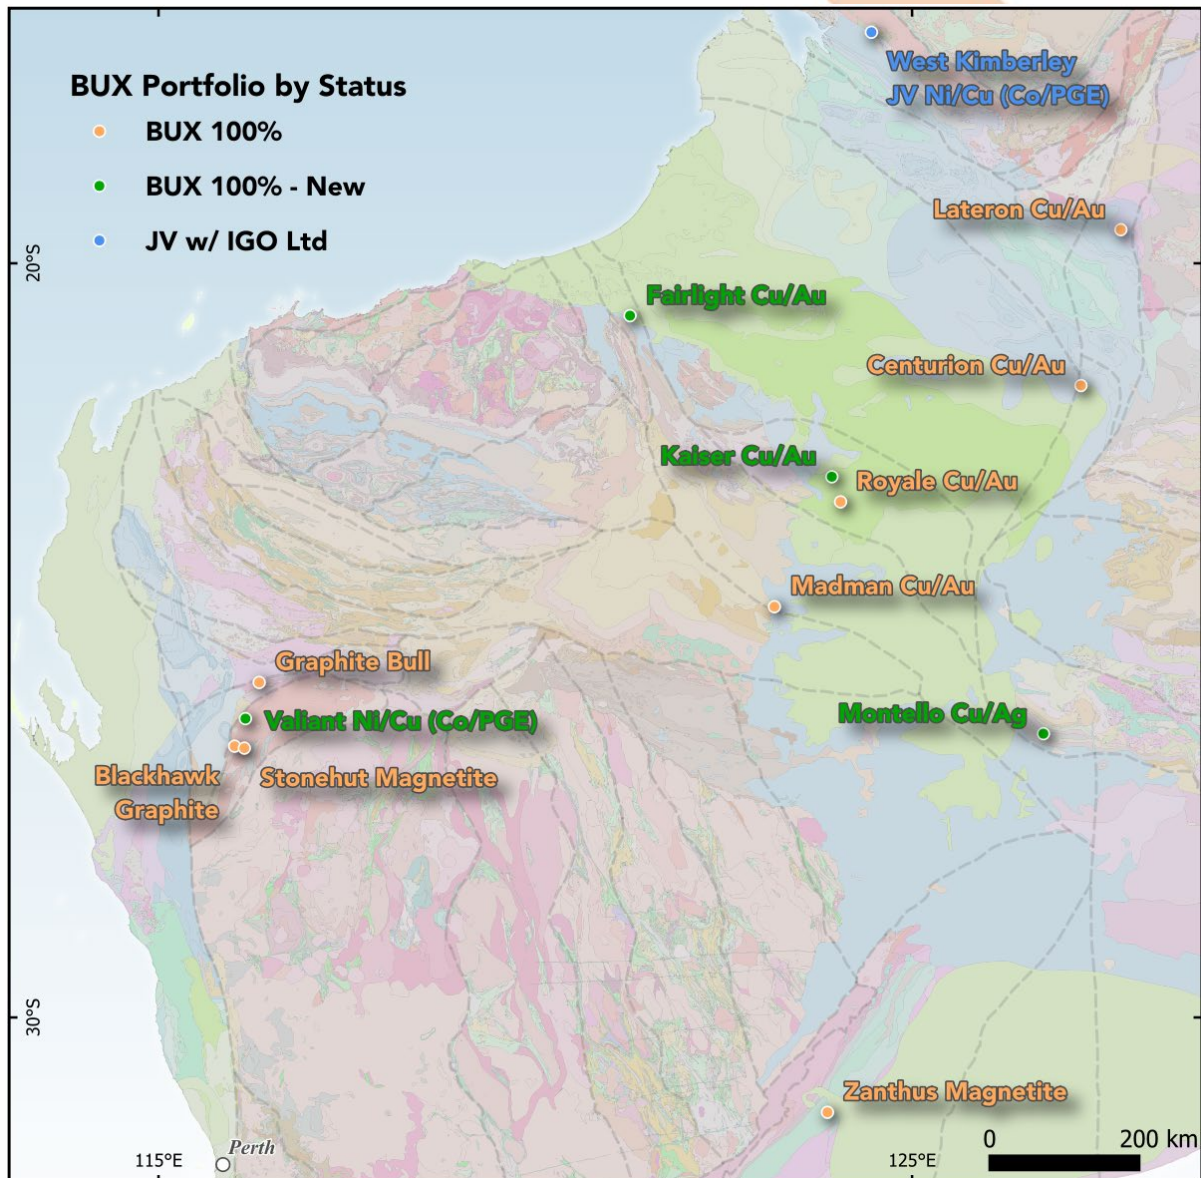 BUX Portfolio by Status
BUX 100%
BUX 100% - New
JV w/ IGO Ltd
West Kimberley
JV Ni/Cu (Co/PGE)
Lateron Cu/Au
20°S
Fairlight Cu/Au
Centurion Cu/Au
Kaiser Cu/Au
Royale Cu/Au
Madman Cu/Au
Graphite Bull
Valiant Ni/Cu (Co/PGE)
Montello Cu/Ag
Blackhawk
Graphite
Stonehut Magnetite
30°S
Zanthus Magnetite
Perth
0 200 km
115°E
125°E